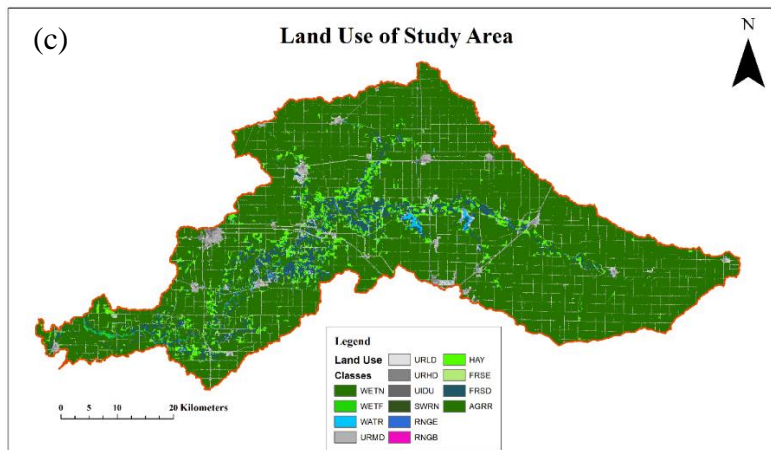 (c)
Land Use of Study Area
N
Legend
Land Use
Classes
WETN
WETF
WATR
URMD
URLD
URHD
UIDU
SWRN
RNGE
RNGB
HAY
FRSE
FRSD
AGRR
0 5 10 20 Kilometers